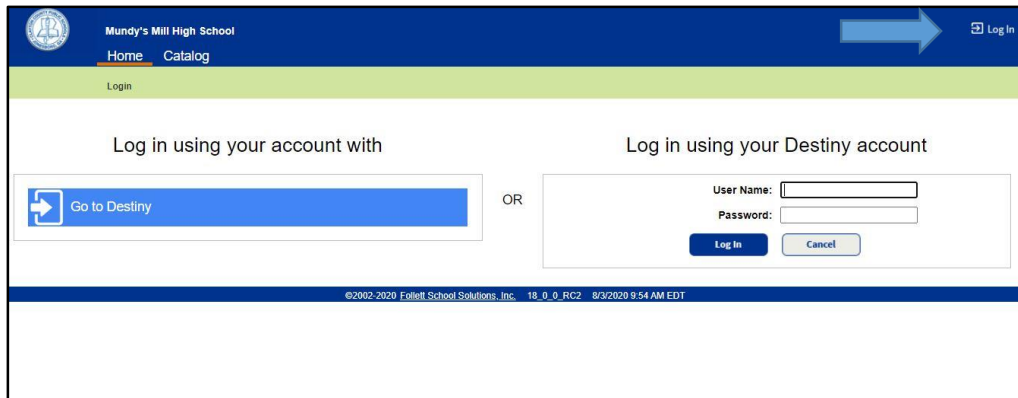 Mundy's Mill High School
Log In
Home Catalog
Login
Log in using your account with
Go to Destiny
OR
Log in using your Destiny account
User Name:
Password:
Log In Cancel
©2002-2020 Follett School Solutions, Inc. 18_0_0_RC2 8/3/2020 9:54 AM EDT